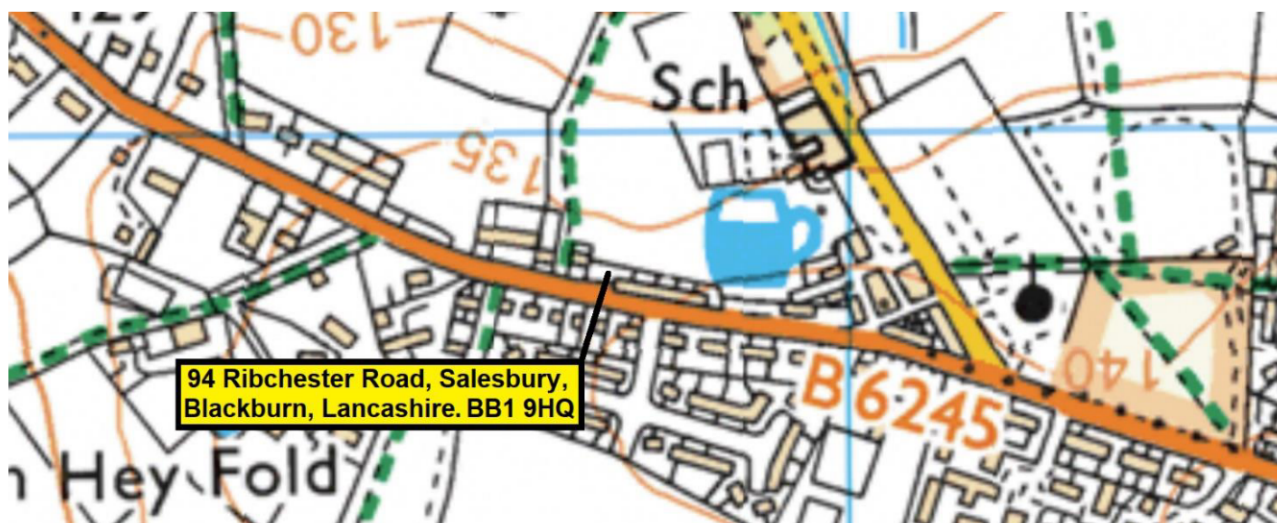 130
Sch
135
94 Ribchester Road, Salesbury,
Blackburn, Lancashire. BB1 9HQ
140
B 6245
Hey Fold